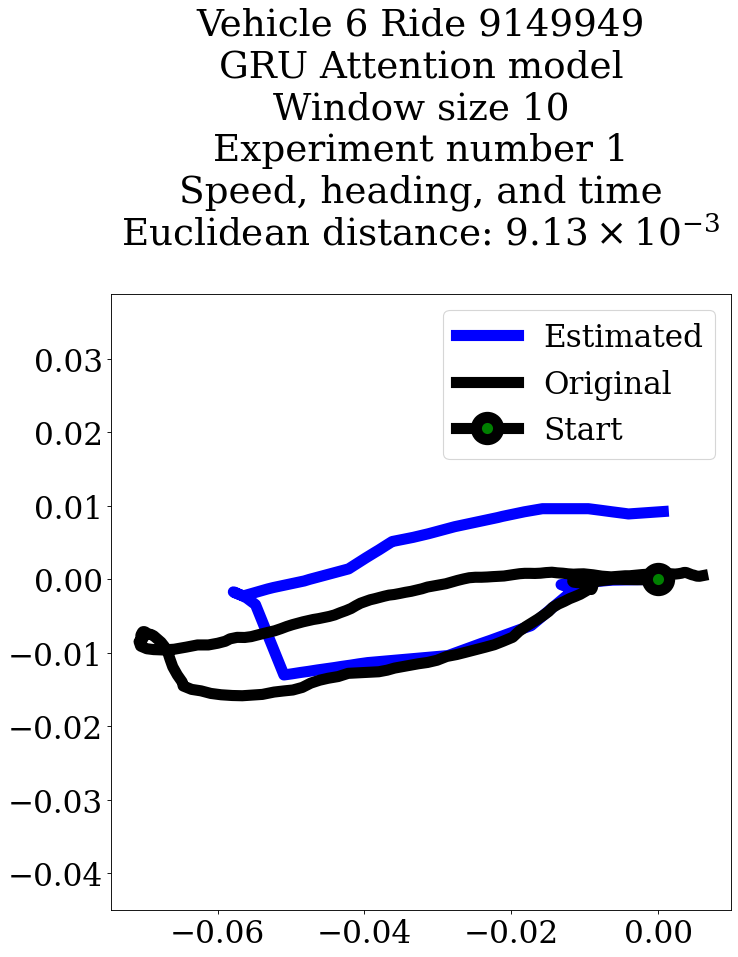 Vehicle 6 Ride 9149949
GRU Attention model
Window size 10
Experiment number 1
Speed, heading, and time
Euclidean distance: 9.13 × 10⁻³
Estimated
Original
Start
0.03
0.02
0.01
0.00
−0.01
−0.02
−0.03
−0.04
−0.06 −0.04 −0.02 0.00